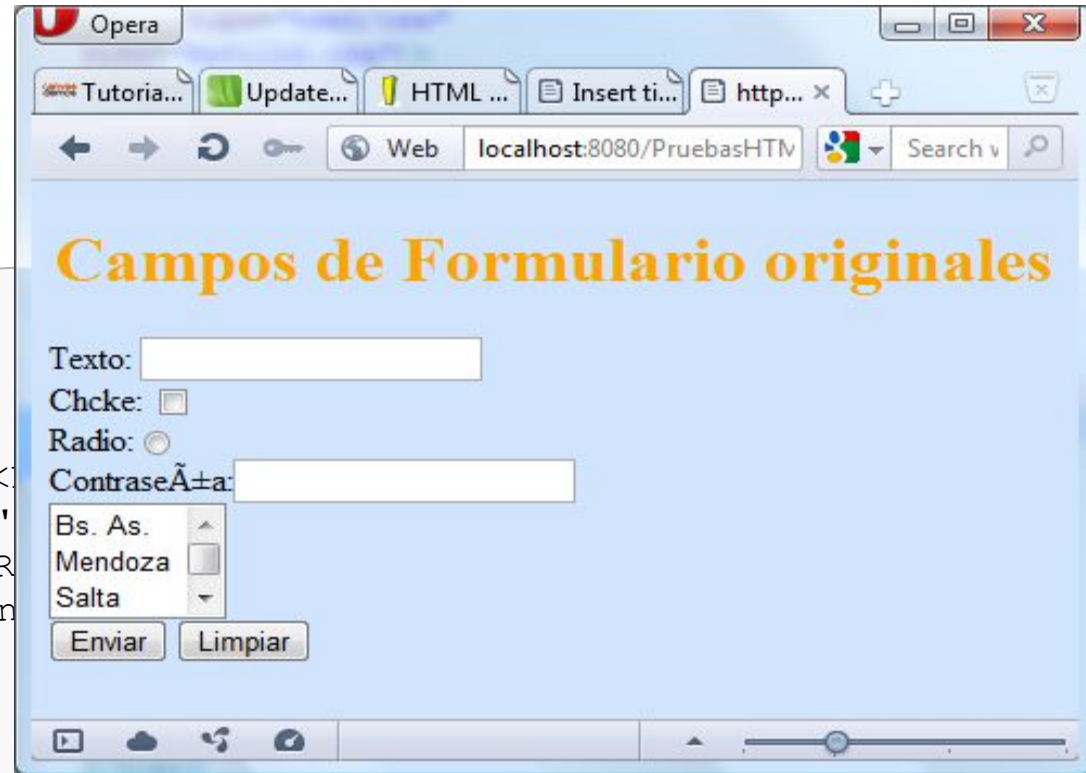 Opera
Tutoria... Update... HTML ... Insert ti... http...
Web localhost:8080/PruebasHTM Search
Campos de Formulario originales
Texto:
Chcke:
Radio:
ContraseÃ±a:
Bs. As.
Mendoza
Salta
Enviar Limpiar